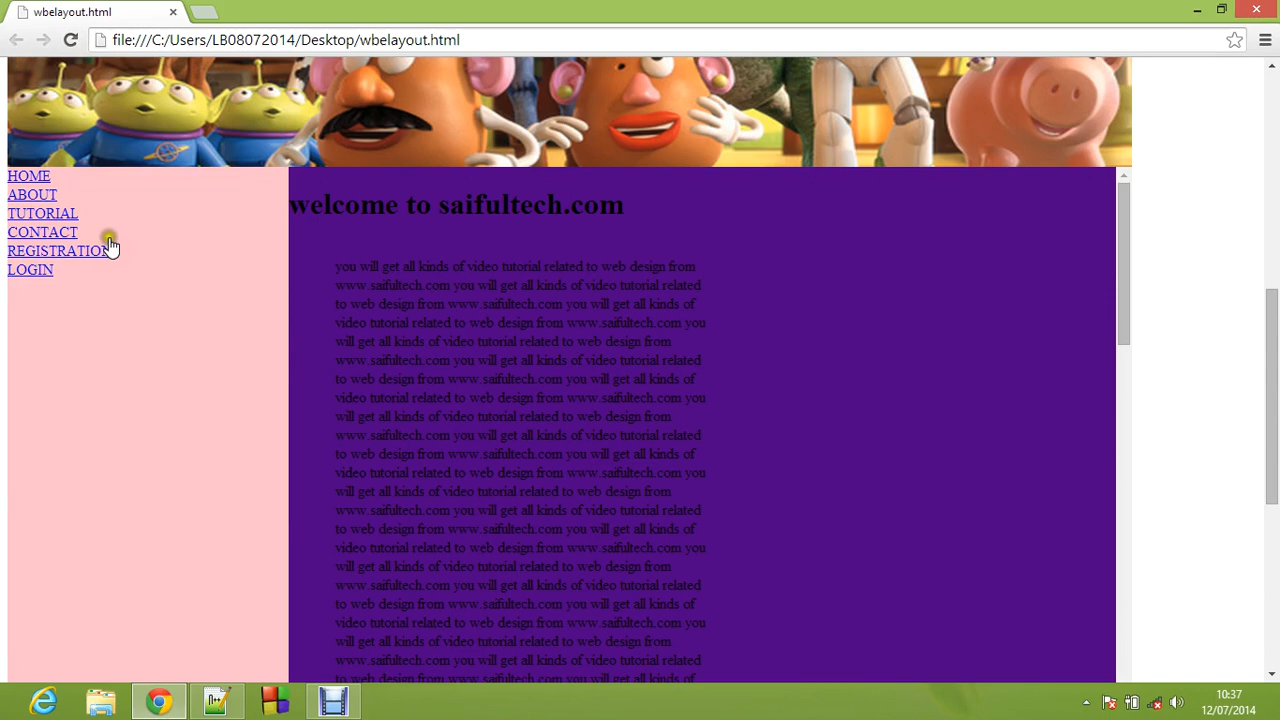 wbelayout.html
file:///C:/Users/LB08072014/Desktop/wbelayout.html
HOME
ABOUT
TUTORIAL
CONTACT
REGISTRATION
LOGIN
welcome to saifultech.com
you will get all kinds of video tutorial related to web design from
www.saifultech.com you will get all kinds of video tutorial related
to web design from www.saifultech.com you will get all kinds of
video tutorial related to web design from www.saifultech.com you
will get all kinds of video tutorial related to web design from
www.saifultech.com you will get all kinds of video tutorial related
to web design from www.saifultech.com you will get all kinds of
video tutorial related to web design from www.saifultech.com you
will get all kinds of video tutorial related to web design from
www.saifultech.com you will get all kinds of video tutorial related
to web design from www.saifultech.com you will get all kinds of
video tutorial related to web design from www.saifultech.com you
will get all kinds of video tutorial related to web design from
www.saifultech.com you will get all kinds of video tutorial related
to web design from www.saifultech.com you will get all kinds of
video tutorial related to web design from www.saifultech.com you
will get all kinds of video tutorial related to web design from
www.saifultech.com you will get all kinds of video tutorial related
to web design from www.saifultech.com you will get all kinds of
video tutorial related to web design from www.saifultech.com you
will get all kinds of video tutorial related to web design from
www.saifultech.com you will get all kinds of video tutorial related
to web design from www.saifultech.com you will get all kinds of
10:37
12/07/2014